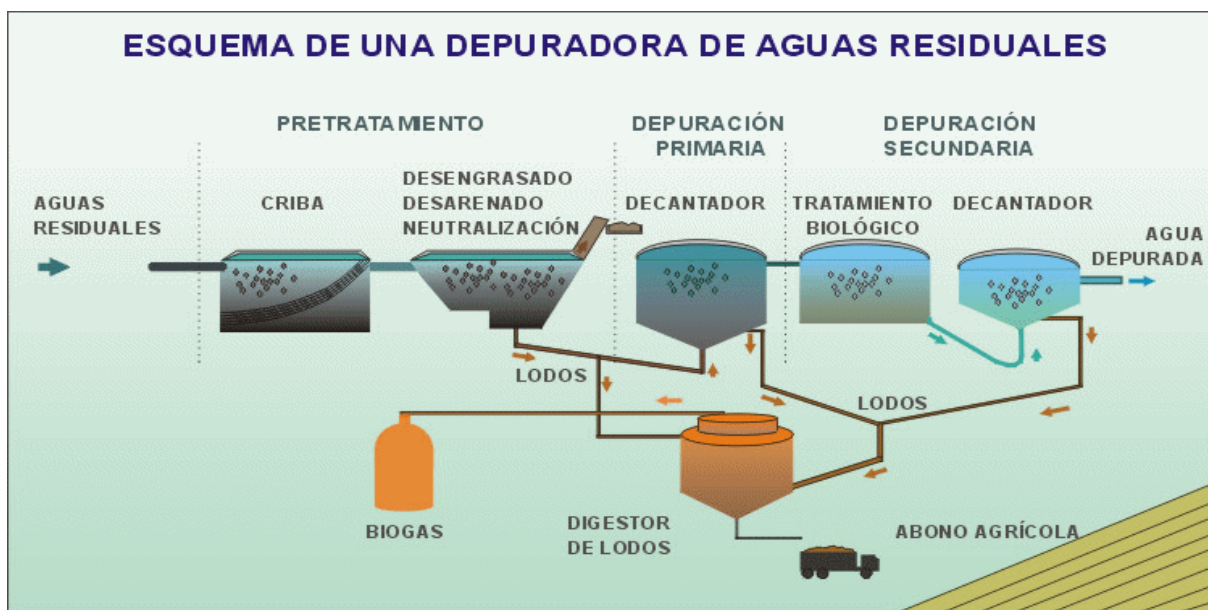 ESQUEMA DE UNA DEPURADORA DE AGUAS RESIDUALES
PRETRATAMIENTO
DEPURACIÓN
PRIMARIA
DEPURACIÓN
SECUNDARIA
AGUAS
RESIDUALES
CRIBA
DESENGRASADO
DESARENADO
NEUTRALIZACIÓN
DECANTADOR
TRATAMIENTO
BIOLÓGICO
DECANTADOR
AGUA
DEPURADA
LODOS
LODOS
BIOGAS
DIGESTOR
DE LODOS
ABONO AGRÍCOLA